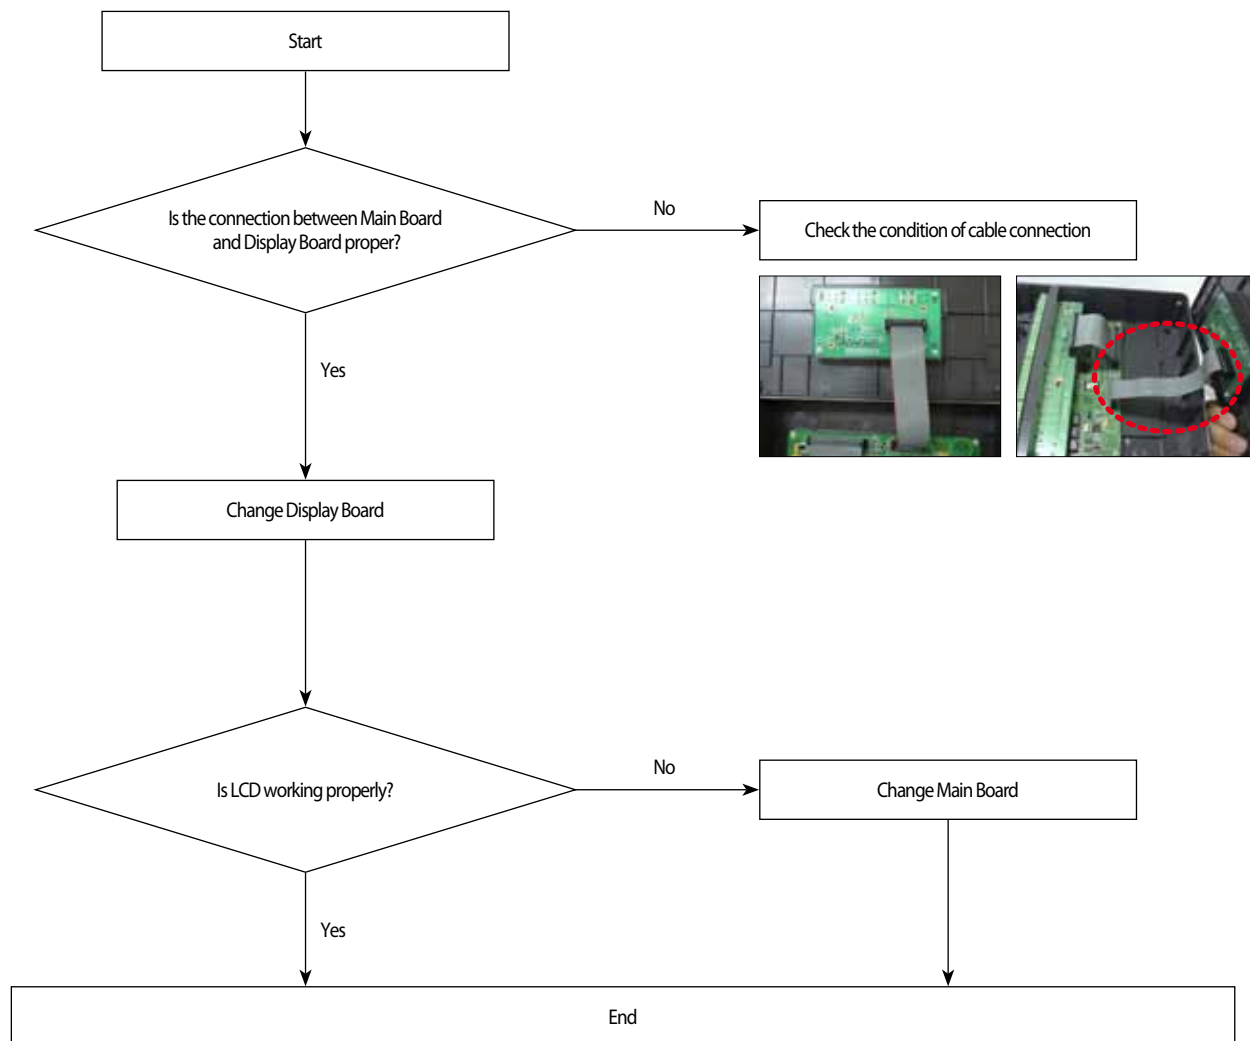 Start
Is the connection between Main Board
and Display Board proper?
No
Check the condition of cable connection
Yes
Change Display Board
Is LCD working properly?
No
Change Main Board
Yes
End